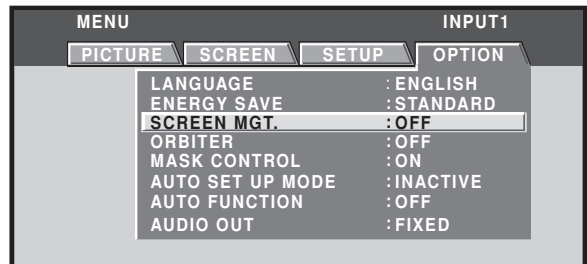 MENU INPUT1
PICTURE SCREEN SETUP OPTION
LANGUAGE :ENGLISH
ENERGY SAVE :STANDARD
SCREEN MGT. :OFF
ORBITER :OFF
MASK CONTROL :ON
AUTO SET UP MODE :INACTIVE
AUTO FUNCTION :OFF
AUDIO OUT :FIXED